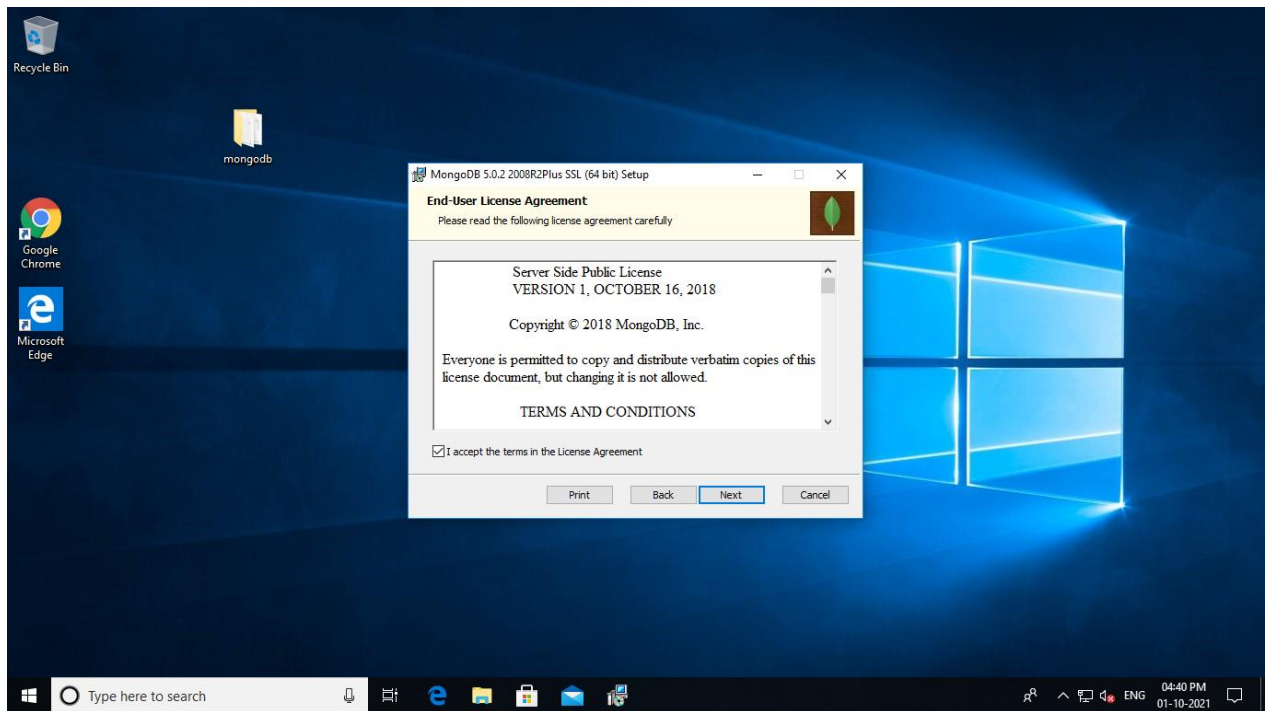 Recycle Bin
mongodb
Google
Chrome
Microsoft
Edge
MongoDB 5.0.2 2008R2Plus SSL (64 bit) Setup
End-User License Agreement
Please read the following license agreement carefully
Server Side Public License
VERSION 1, OCTOBER 16, 2018
Copyright © 2018 MongoDB, Inc.
Everyone is permitted to copy and distribute verbatim copies of this
license document, but changing it is not allowed.
TERMS AND CONDITIONS
I accept the terms in the License Agreement
Print Back Next Cancel
Type here to search
ENG
04:40 PM
01-10-2021